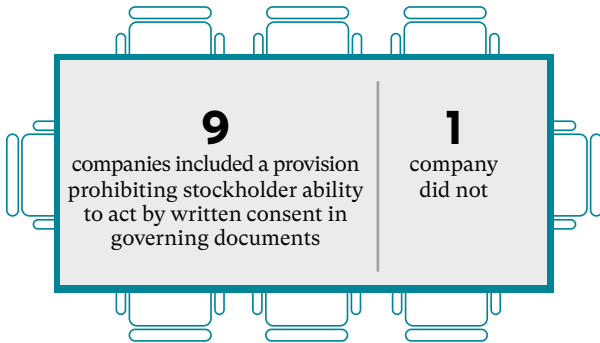 9
companies included a provision
prohibiting stockholder ability
to act by written consent in
governing documents
1
company
did not